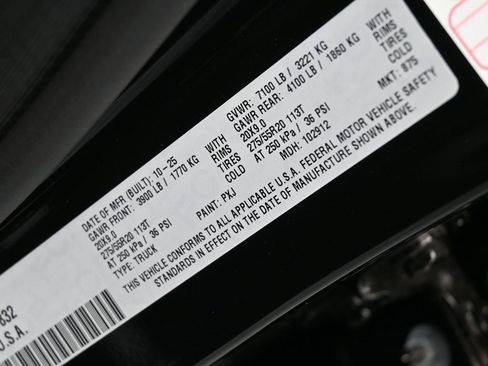 DATE OF MFR (BUILT): 10-25 GVWR: 7100 LB / 3221 KG
GAWR FRONT: 3900 LB / 1770 KG WITH GAWR REAR: 4100 LB / 1860 KG WITH
20X9.0 RIMS 20X9.0 RIMS
275/55R20 113T TIRES 275/55R20 113T TIRES
AT 250 kPa / 36 PSI COLD AT 250 kPa / 36 PSI COLD
TYPE: TRUCK PAINT: PXJ MDH: 102912 MKT: 875
THIS VEHICLE CONFORMS TO ALL APPLICABLE U.S.A. FEDERAL MOTOR VEHICLE SAFETY
STANDARDS IN EFFECT ON THE DATE OF MANUFACTURE SHOWN ABOVE.
832
U.S.A.